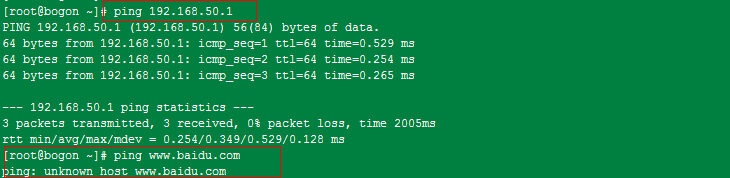 [root@bogon ~]# ping 192.168.50.1
PING 192.168.50.1 (192.168.50.1) 56(84) bytes of data.
64 bytes from 192.168.50.1: icmp_seq=1 ttl=64 time=0.529 ms
64 bytes from 192.168.50.1: icmp_seq=2 ttl=64 time=0.254 ms
64 bytes from 192.168.50.1: icmp_seq=3 ttl=64 time=0.265 ms
--- 192.168.50.1 ping statistics ---
3 packets transmitted, 3 received, 0% packet loss, time 2005ms
rtt min/avg/max/mdev = 0.254/0.349/0.529/0.128 ms
[root@bogon ~]# ping www.baidu.com
ping: unknown host www.baidu.com